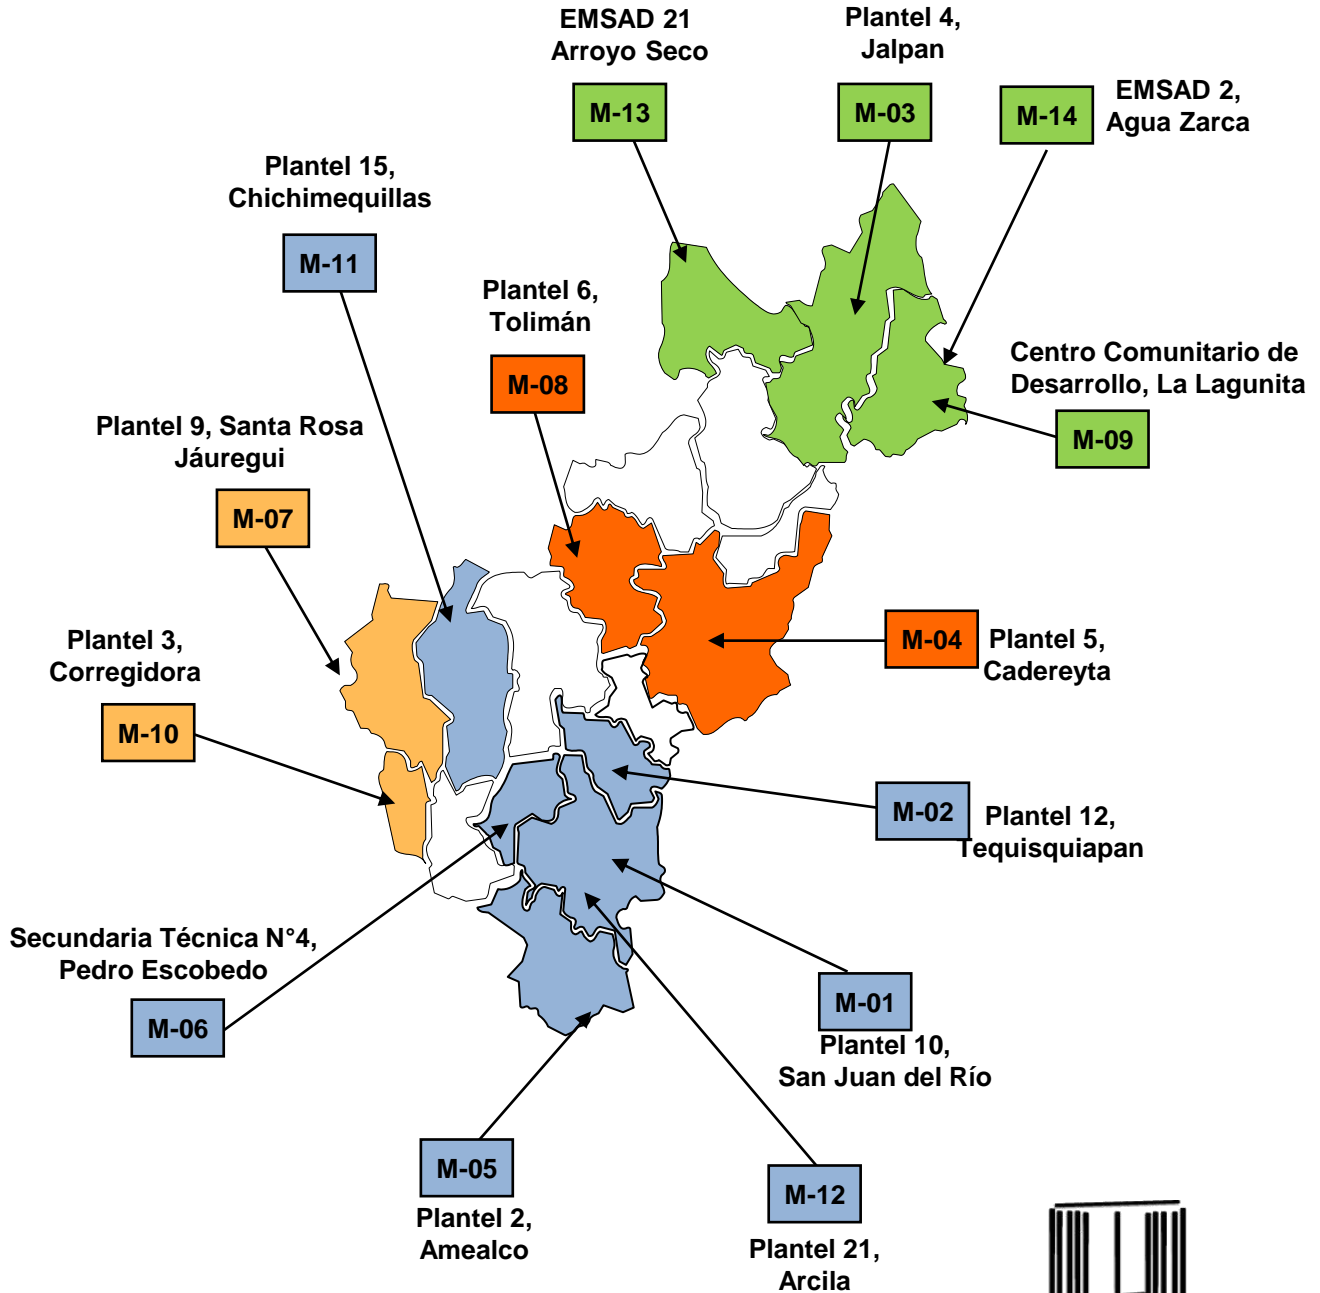 EMSAD 21
Arroyo Seco
M-13
Plantel 4,
Jalpan
M-03
EMSAD 2,
Agua Zarca
M-14
Plantel 15,
Chichimequillas
M-11
Plantel 6,
Tolimán
M-08
Centro Comunitario de
Desarrollo, La Lagunita
M-09
Plantel 9, Santa Rosa
Jáuregui
M-07
Plantel 3,
Corregidora
M-10
M-04
Plantel 5,
Cadereyta
M-02
Plantel 12,
Tequisquiapan
Secundaria Técnica N°4,
Pedro Escobedo
M-06
M-01
Plantel 10,
San Juan del Río
M-05
Plantel 2,
Amealco
M-12
Plantel 21,
Arcila